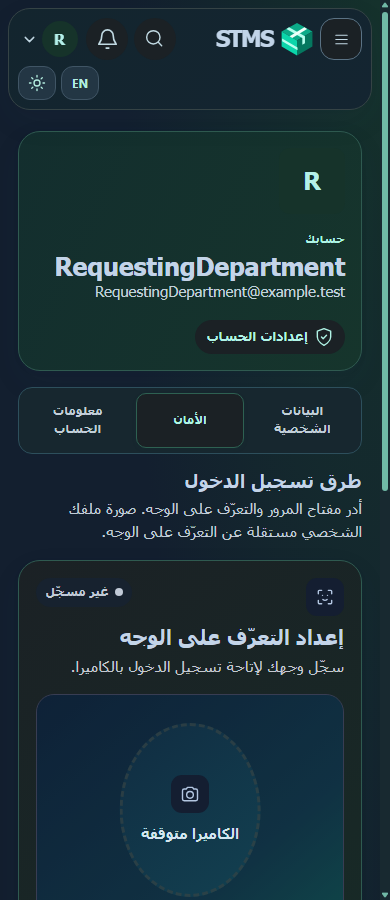 STMS
R
EN
R
حسابك
RequestingDepartment
RequestingDepartment@example.test
إعدادات الحساب
البيانات الشخصية
الأمان
معلومات الحساب
طرق تسجيل الدخول
أدر مفتاح المرور والتعرّف على الوجه. صورة ملفك
الشخصي مستقلة عن التعرّف على الوجه.
غير مسجّل
إعداد التعرّف على الوجه
سجّل وجهك لإتاحة تسجيل الدخول بالكاميرا.
الكاميرا متوقفة